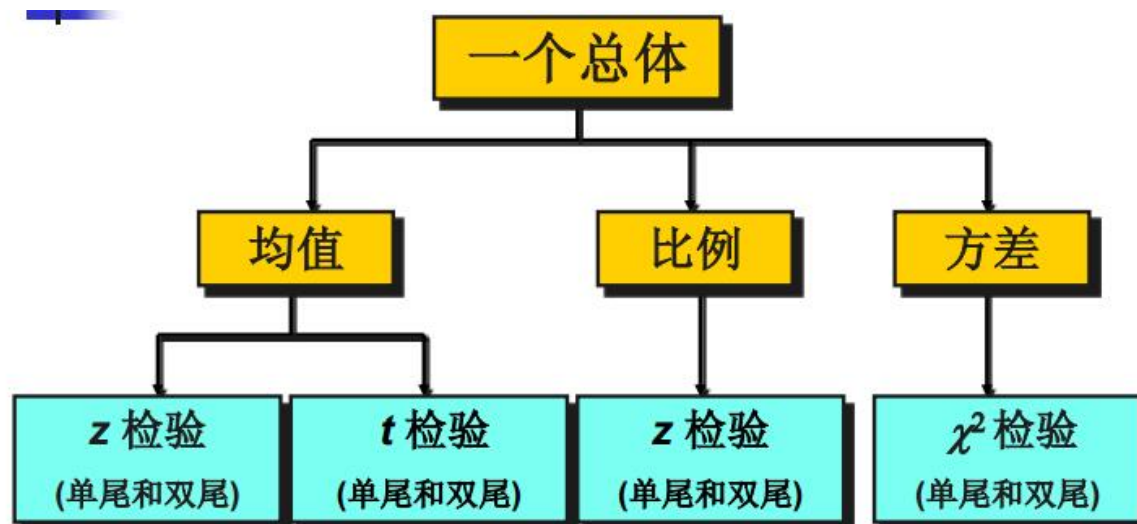 一个总体
均值
比例
方差
z 检验
(单尾和双尾)
t 检验
(单尾和双尾)
z 检验
(单尾和双尾)
χ² 检验
(单尾和双尾)